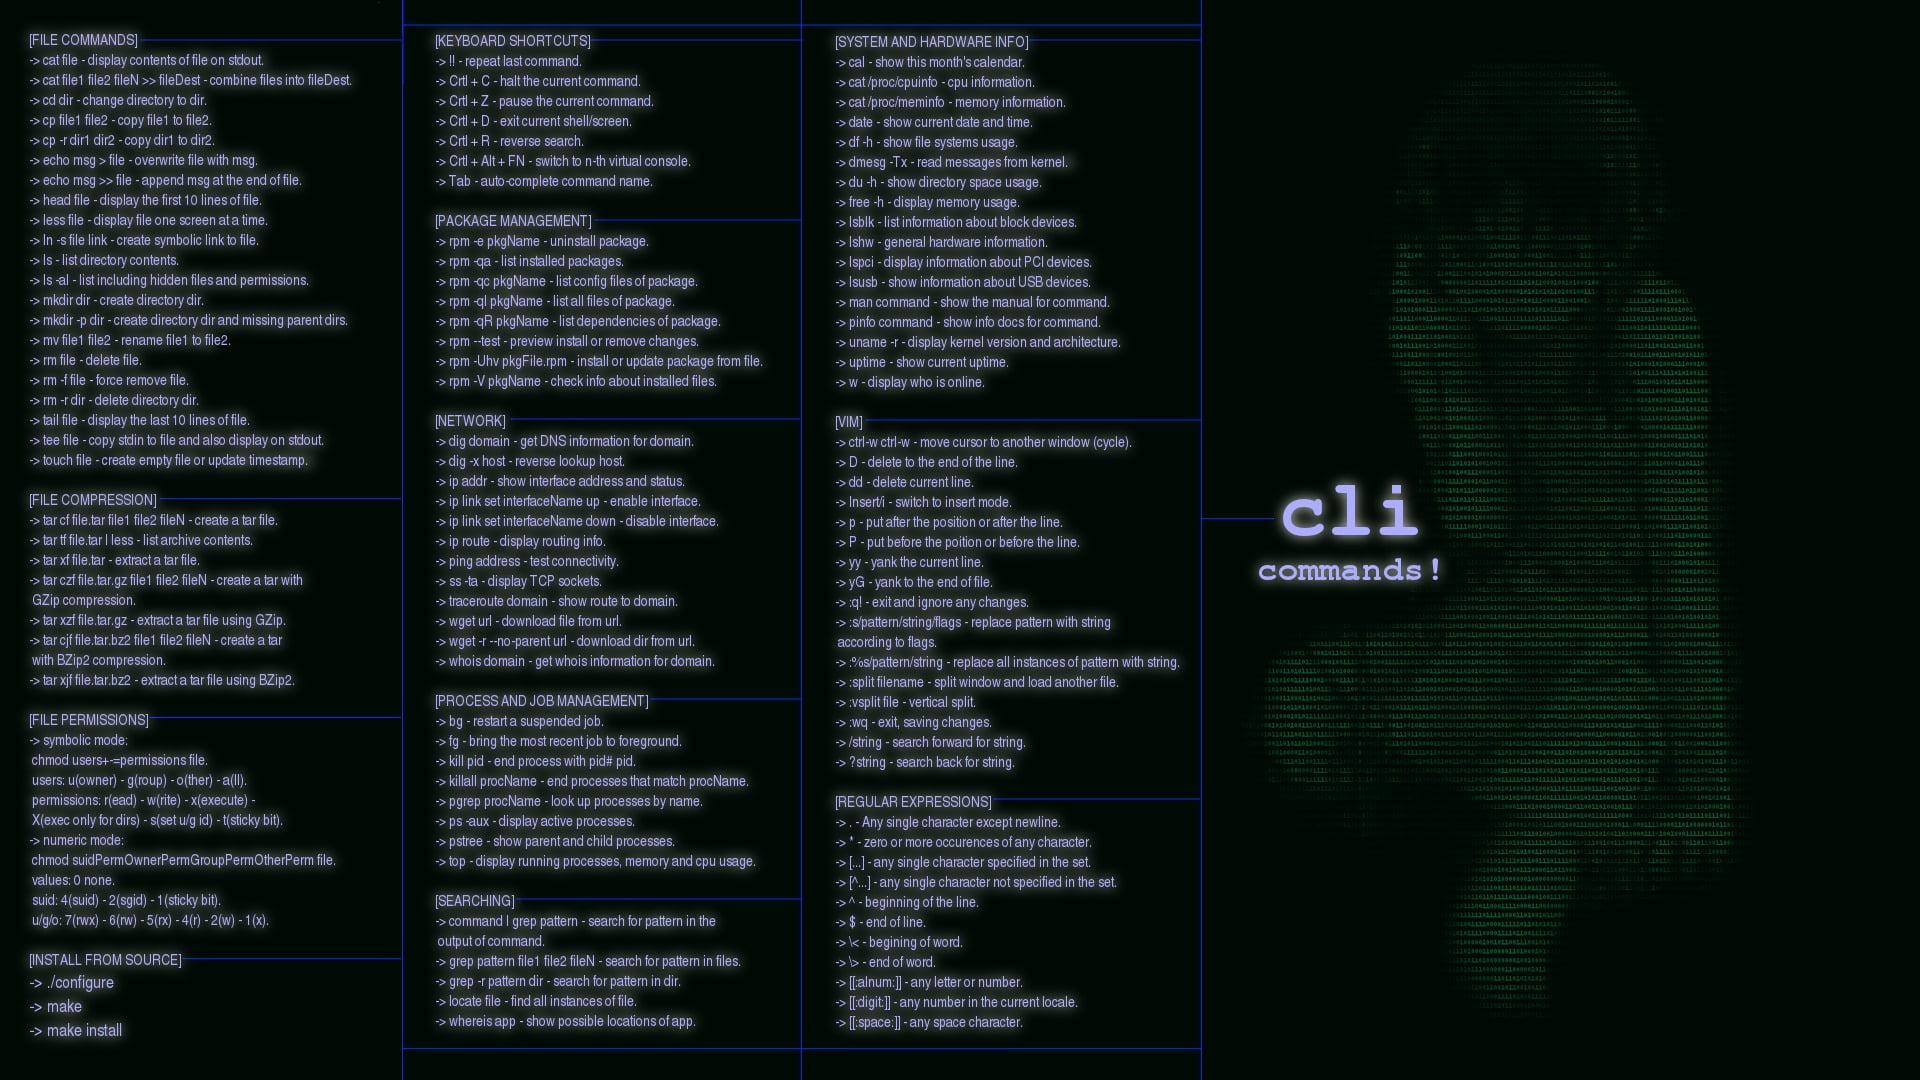 [FILE COMMANDS]
-> cat file - display contents of file on stdout.
-> cat file1 file2 fileN >> fileDest - combine files into fileDest.
-> cd dir - change directory to dir.
-> cp file1 file2 - copy file1 to file2.
-> cp -r dir1 dir2 - copy dir1 to dir2.
-> echo msg > file - overwrite file with msg.
-> echo msg >> file - append msg at the end of file.
-> head file - display the first 10 lines of file.
-> less file - display file one screen at a time.
-> ln -s file link - create symbolic link to file.
-> ls - list directory contents.
-> ls -al - list including hidden files and permissions.
-> mkdir dir - create directory dir.
-> mkdir -p dir - create directory dir and missing parent dirs.
-> mv file1 file2 - rename file1 to file2.
-> rm file - delete file.
-> rm -f file - force remove file.
-> rm -r dir - delete directory dir.
-> tail file - display the last 10 lines of file.
-> tee file - copy stdin to file and also display on stdout.
-> touch file - create empty file or update timestamp.
[FILE COMPRESSION]
-> tar cf file.tar file1 file2 fileN - create a tar file.
-> tar tf file.tar | less - list archive contents.
-> tar xf file.tar - extract a tar file.
-> tar czf file.tar.gz file1 file2 fileN - create a tar with
GZip compression.
-> tar xzf file.tar.gz - extract a tar file using GZip.
-> tar cjf file.tar.bz2 file1 file2 fileN - create a tar
with BZip2 compression.
-> tar xjf file.tar.bz2 - extract a tar file using BZip2.
[FILE PERMISSIONS]
-> symbolic mode:
chmod users+-=permissions file.
users: u(owner) - g(roup) - o(ther) - a(ll).
permissions: r(ead) - w(rite) - x(execute) -
X(exec only for dirs) - s(set u/g id) - t(sticky bit).
-> numeric mode:
chmod suidPermOwnerPermGroupPermOtherPerm file.
values: 0 none.
suid: 4(suid) - 2(sgid) - 1(sticky bit).
u/g/o: 7(rwx) - 6(rw) - 5(rx) - 4(r) - 2(w) - 1(x).
[INSTALL FROM SOURCE]
-> ./configure
-> make
-> make install
[KEYBOARD SHORTCUTS]
-> !! - repeat last command.
-> Crtl + C - halt the current command.
-> Crtl + Z - pause the current command.
-> Crtl + D - exit current shell/screen.
-> Crtl + R - reverse search.
-> Crtl + Alt + FN - switch to n-th virtual console.
-> Tab - auto-complete command name.
[PACKAGE MANAGEMENT]
-> rpm -e pkgName - uninstall package.
-> rpm -qa - list installed packages.
-> rpm -qc pkgName - list config files of package.
-> rpm -ql pkgName - list all files of package.
-> rpm -qR pkgName - list dependencies of package.
-> rpm --test - preview install or remove changes.
-> rpm -Uhv pkgFile.rpm - install or update package from file.
-> rpm -V pkgName - check info about installed files.
[NETWORK]
-> dig domain - get DNS information for domain.
-> dig -x host - reverse lookup host.
-> ip addr - show interface address and status.
-> ip link set interfaceName up - enable interface.
-> ip link set interfaceName down - disable interface.
-> ip route - display routing info.
-> ping address - test connectivity.
-> ss -ta - display TCP sockets.
-> traceroute domain - show route to domain.
-> wget url - download file from url.
-> wget -r --no-parent url - download dir from url.
-> whois domain - get whois information for domain.
[PROCESS AND JOB MANAGEMENT]
-> bg - restart a suspended job.
-> fg - bring the most recent job to foreground.
-> kill pid - end process with pid# pid.
-> killall procName - end processes that match procName.
-> pgrep procName - look up processes by name.
-> ps -aux - display active processes.
-> pstree - show parent and child processes.
-> top - display running processes, memory and cpu usage.
[SEARCHING]
-> command | grep pattern - search for pattern in the
output of command.
-> grep pattern file1 file2 fileN - search for pattern in files.
-> grep -r pattern dir - search for pattern in dir.
-> locate file - find all instances of file.
-> whereis app - show possible locations of app.
[SYSTEM AND HARDWARE INFO]
-> cal - show this month's calendar.
-> cat /proc/cpuinfo - cpu information.
-> cat /proc/meminfo - memory information.
-> date - show current date and time.
-> df -h - show file systems usage.
-> dmesg -Tx - read messages from kernel.
-> du -h - show directory space usage.
-> free -h - display memory usage.
-> lsblk - list information about block devices.
-> lshw - general hardware information.
-> lspci - display information about PCI devices.
-> lsusb - show information about USB devices.
-> man command - show the manual for command.
-> pinfo command - show info docs for command.
-> uname -r - display kernel version and architecture.
-> uptime - show current uptime.
-> w - display who is online.
[VIM]
-> ctrl-w ctrl-w - move cursor to another window (cycle).
-> D - delete to the end of the line.
-> dd - delete current line.
-> Insert/i - switch to insert mode.
-> p - put after the position or after the line.
-> P - put before the poition or before the line.
-> yy - yank the current line.
-> yG - yank to the end of file.
-> :q! - exit and ignore any changes.
-> :s/pattern/string/flags - replace pattern with string
according to flags.
-> :%s/pattern/string - replace all instances of pattern with string.
-> :split filename - split window and load another file.
-> :vsplit file - vertical split.
-> :wq - exit, saving changes.
-> /string - search forward for string.
-> ?string - search back for string.
[REGULAR EXPRESSIONS]
-> . - Any single character except newline.
-> * - zero or more occurences of any character.
-> [...] - any single character specified in the set.
-> [^...] - any single character not specified in the set.
-> ^ - beginning of the line.
-> $ - end of line.
-> \< - begining of word.
-> \> - end of word.
-> [[:alnum:]] - any letter or number.
-> [[:digit:]] - any number in the current locale.
-> [[:space:]] - any space character.
cli
commands!